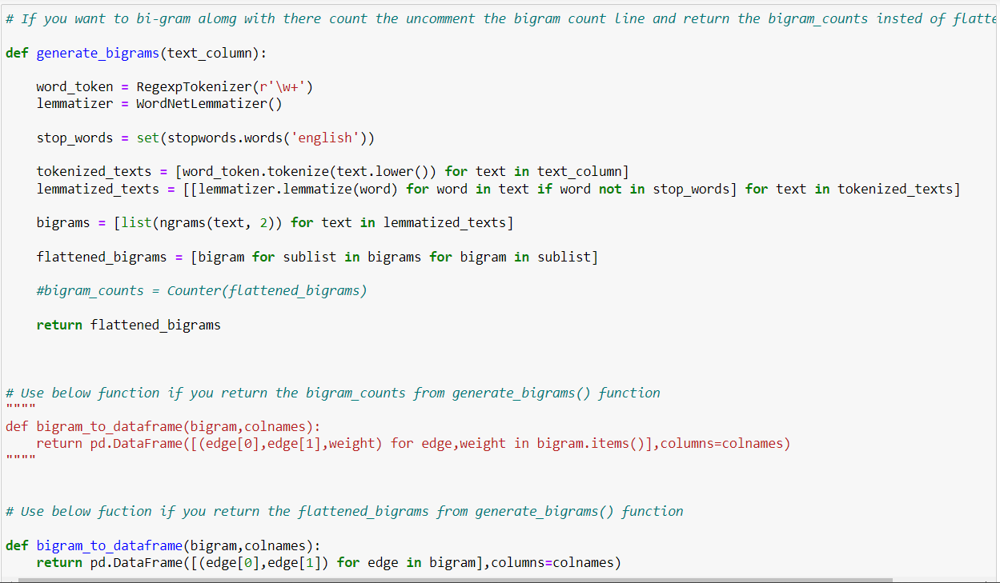 # If you want to bi-gram alomg with there count the uncomment the bigram count line and return the bigram_counts insted of flatte
def generate_bigrams(text_column):
    word_token = RegexpTokenizer(r'\w+')
    lemmatizer = WordNetLemmatizer()
    stop_words = set(stopwords.words('english'))
    tokenized_texts = [word_token.tokenize(text.lower()) for text in text_column]
    lemmatized_texts = [[lemmatizer.lemmatize(word) for word in text if word not in stop_words] for text in tokenized_texts]
    bigrams = [list(ngrams(text, 2)) for text in lemmatized_texts]
    flattened_bigrams = [bigram for sublist in bigrams for bigram in sublist]
    #bigram_counts = Counter(flattened_bigrams)
    return flattened_bigrams
# Use below function if you return the bigram_counts from generate_bigrams() function
""""
def bigram_to_dataframe(bigram,colnames):
    return pd.DataFrame([(edge[0],edge[1],weight) for edge,weight in bigram.items()],columns=colnames)
""""
# Use below fuction if you return the flattened_bigrams from generate_bigrams() function
def bigram_to_dataframe(bigram,colnames):
    return pd.DataFrame([(edge[0],edge[1]) for edge in bigram],columns=colnames)